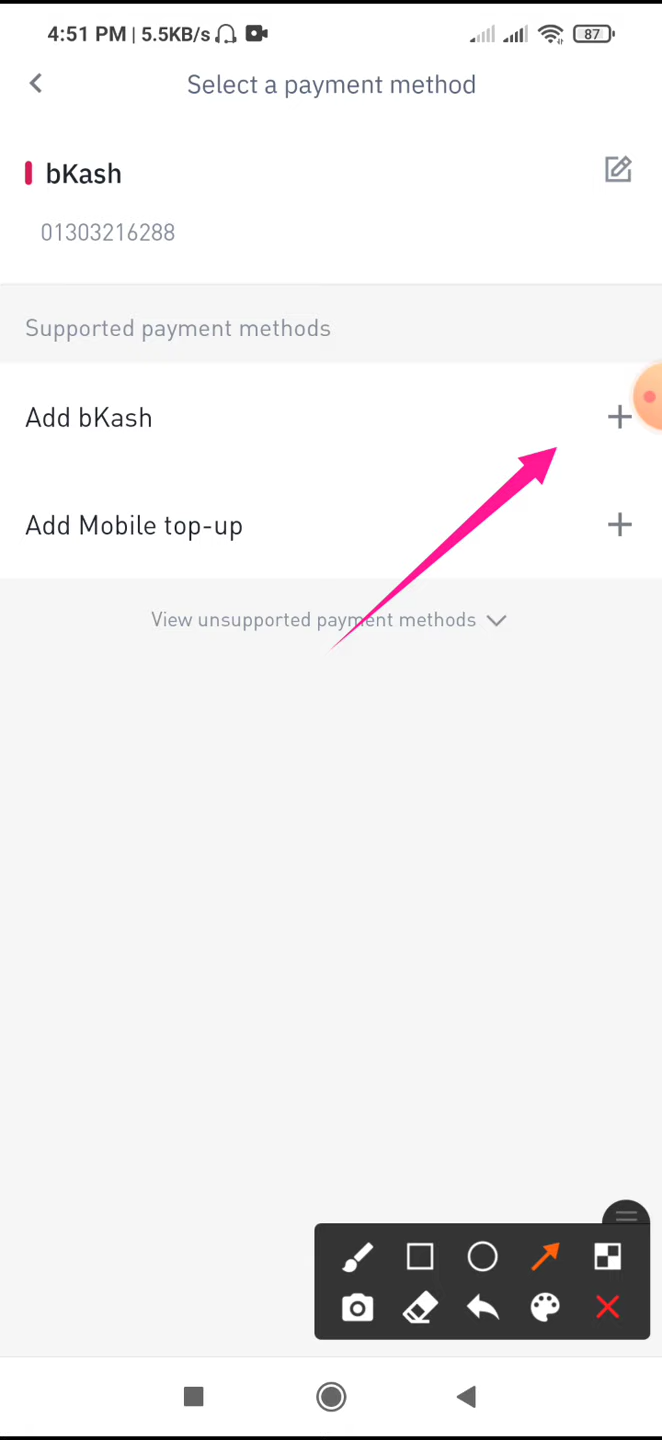 4:51 PM | 5.5KB/s 87
Select a payment method
bKash
01303216288
Supported payment methods
Add bKash
Add Mobile top-up
View unsupported payment methods